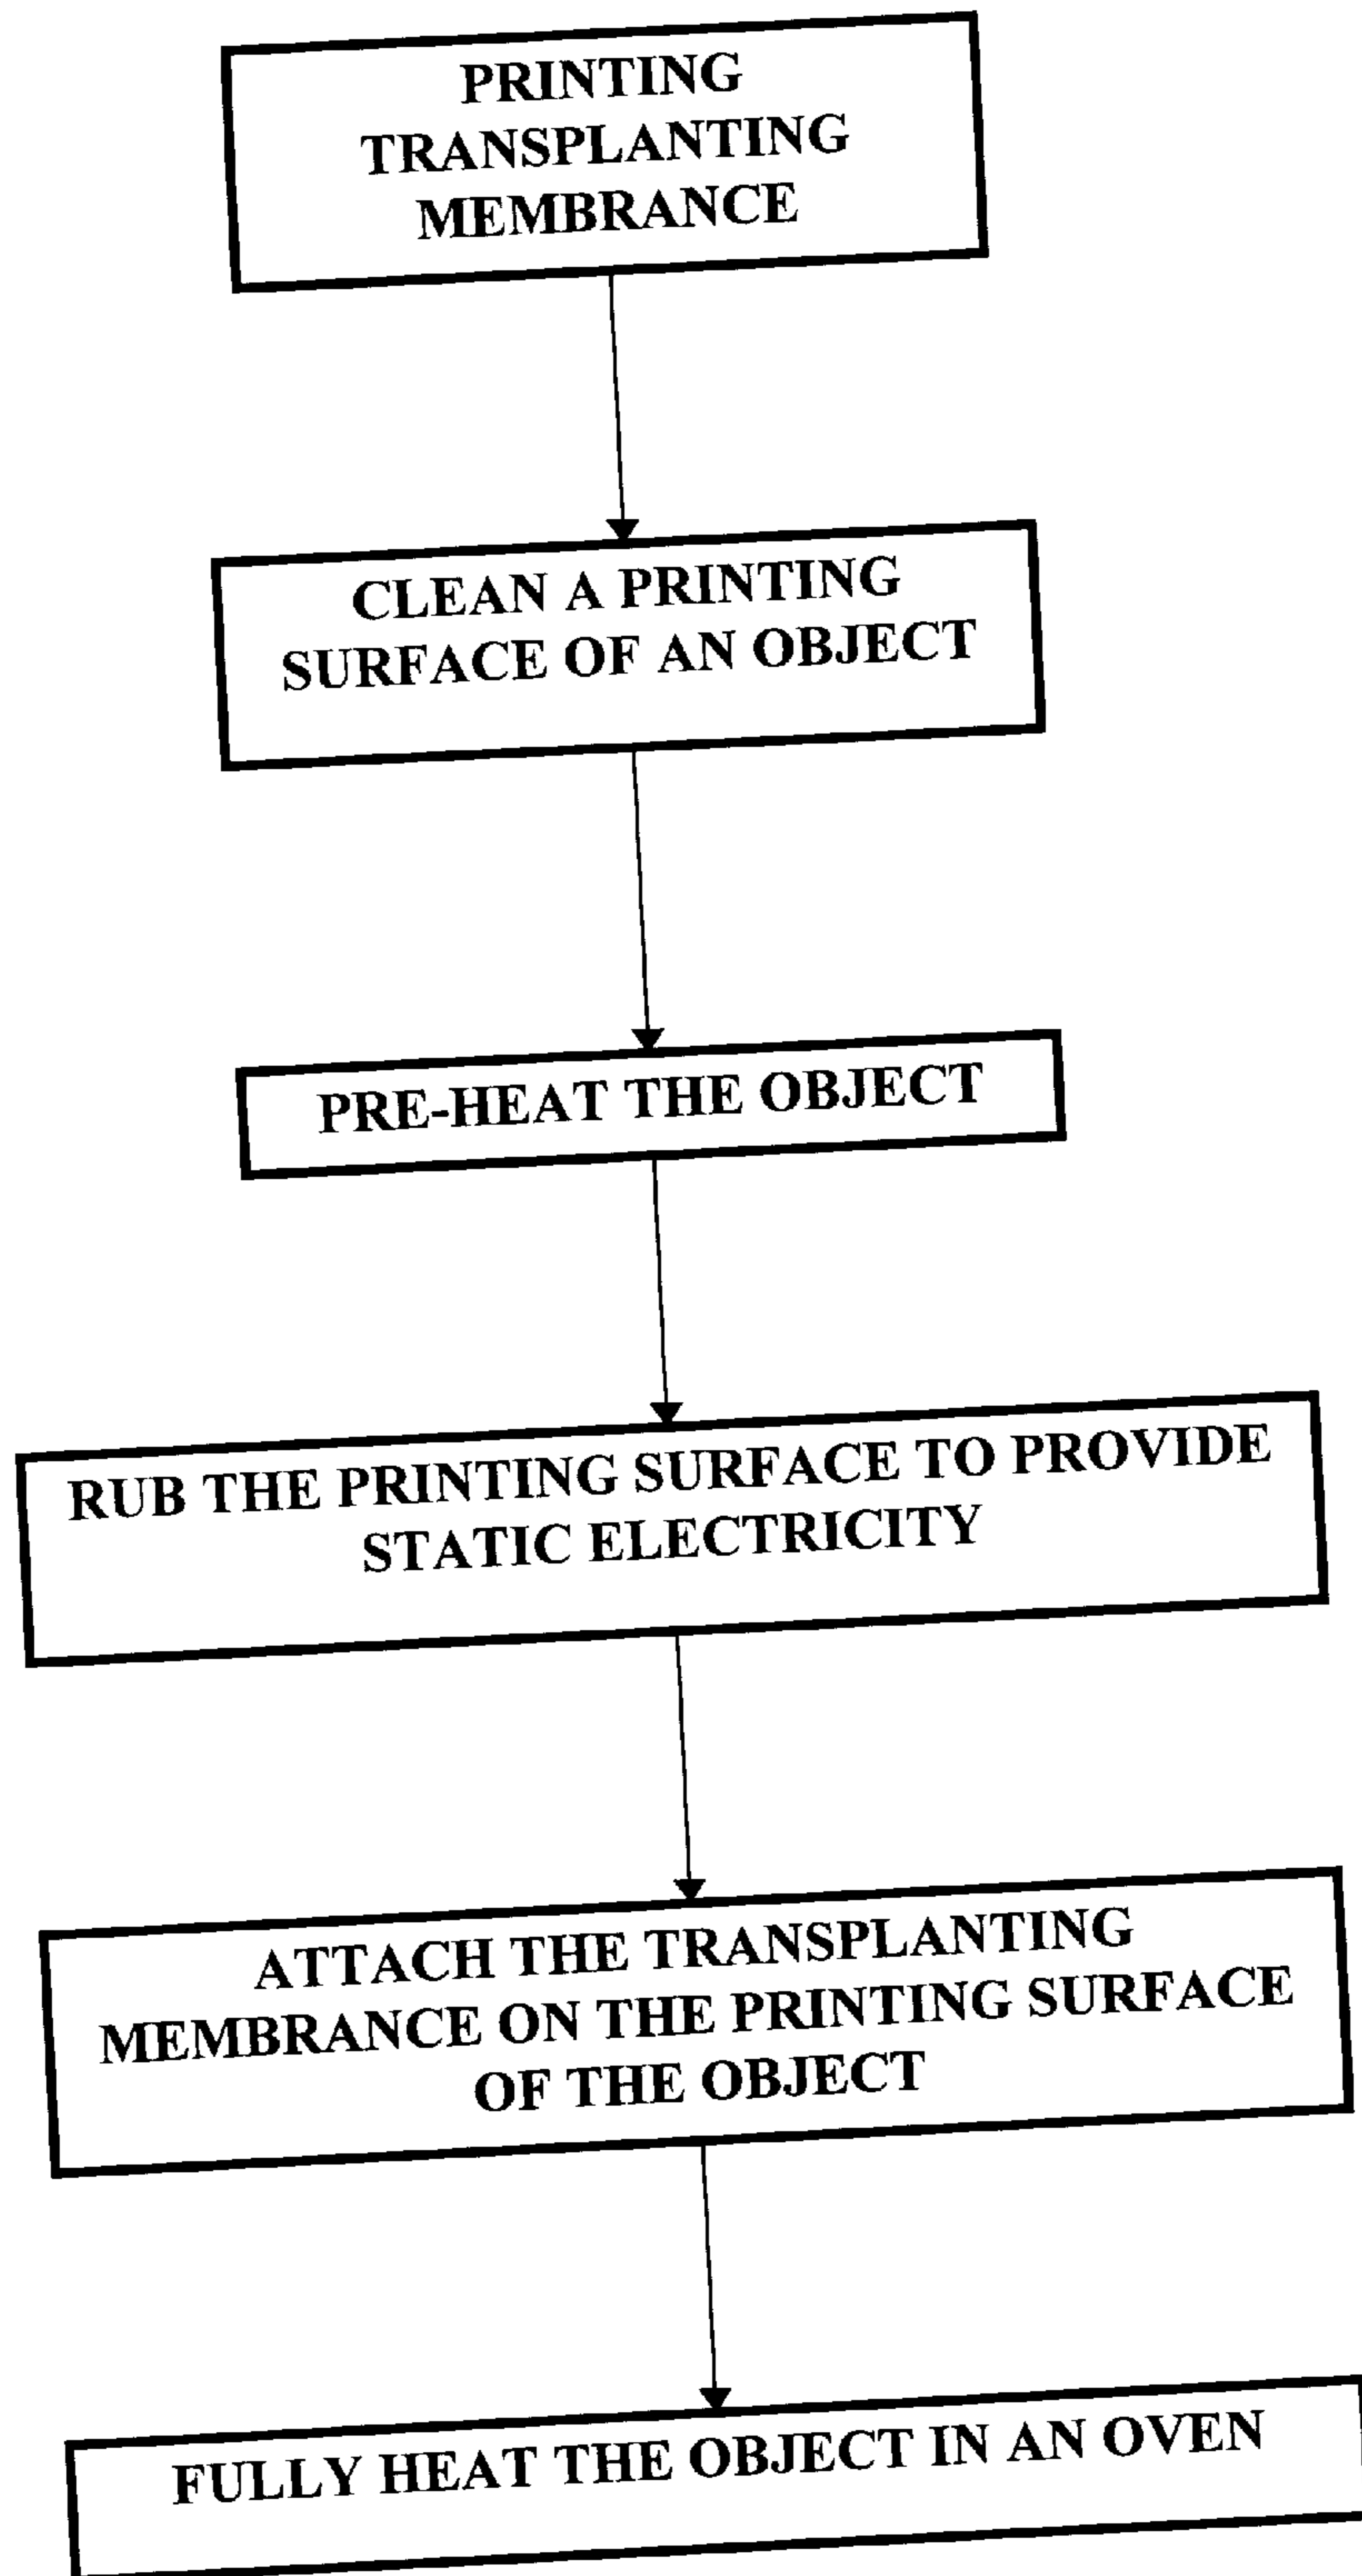 PRINTING
TRANSPLANTING
MEMBRANCE
CLEAN A PRINTING
SURFACE OF AN OBJECT
PRE-HEAT THE OBJECT
RUB THE PRINTING SURFACE TO PROVIDE
STATIC ELECTRICITY
ATTACH THE TRANSPLANTING
MEMBRANCE ON THE PRINTING SURFACE
OF THE OBJECT
FULLY HEAT THE OBJECT IN AN OVEN